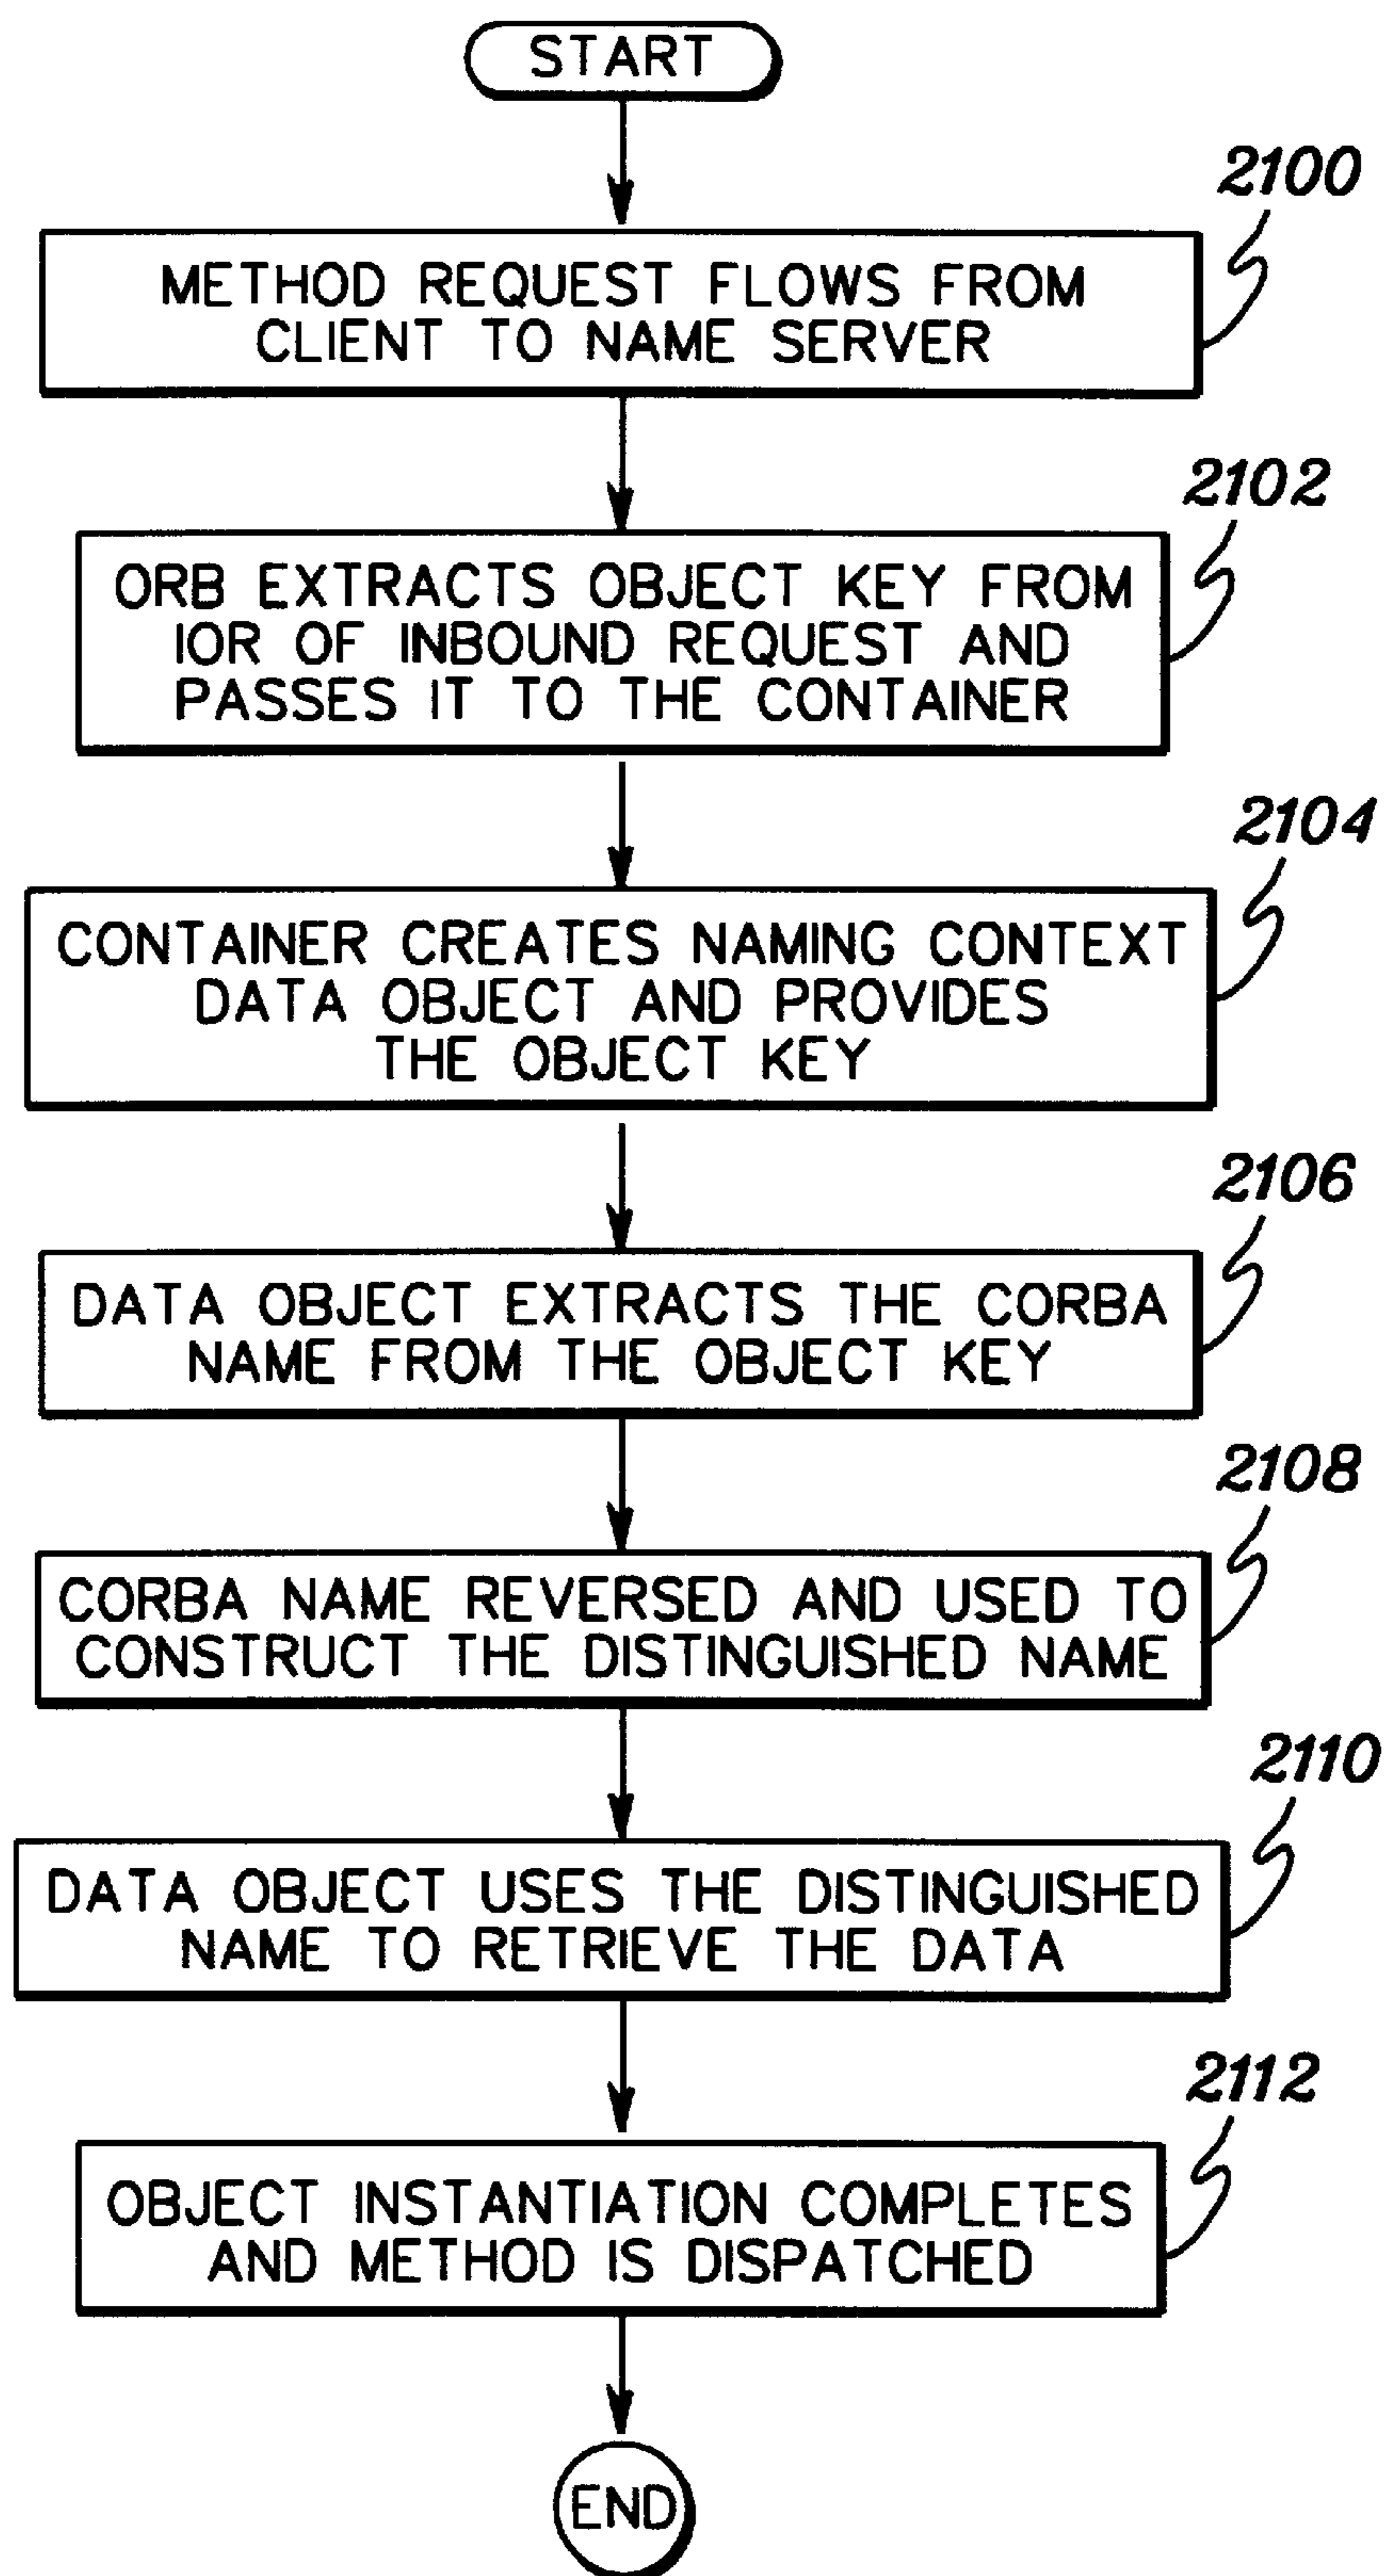 START
2100
METHOD REQUEST FLOWS FROM
CLIENT TO NAME SERVER
2102
ORB EXTRACTS OBJECT KEY FROM
IOR OF INBOUND REQUEST AND
PASSES IT TO THE CONTAINER
2104
CONTAINER CREATES NAMING CONTEXT
DATA OBJECT AND PROVIDES
THE OBJECT KEY
2106
DATA OBJECT EXTRACTS THE CORBA
NAME FROM THE OBJECT KEY
2108
CORBA NAME REVERSED AND USED TO
CONSTRUCT THE DISTINGUISHED NAME
2110
DATA OBJECT USES THE DISTINGUISHED
NAME TO RETRIEVE THE DATA
2112
OBJECT INSTANTIATION COMPLETES
AND METHOD IS DISPATCHED
END